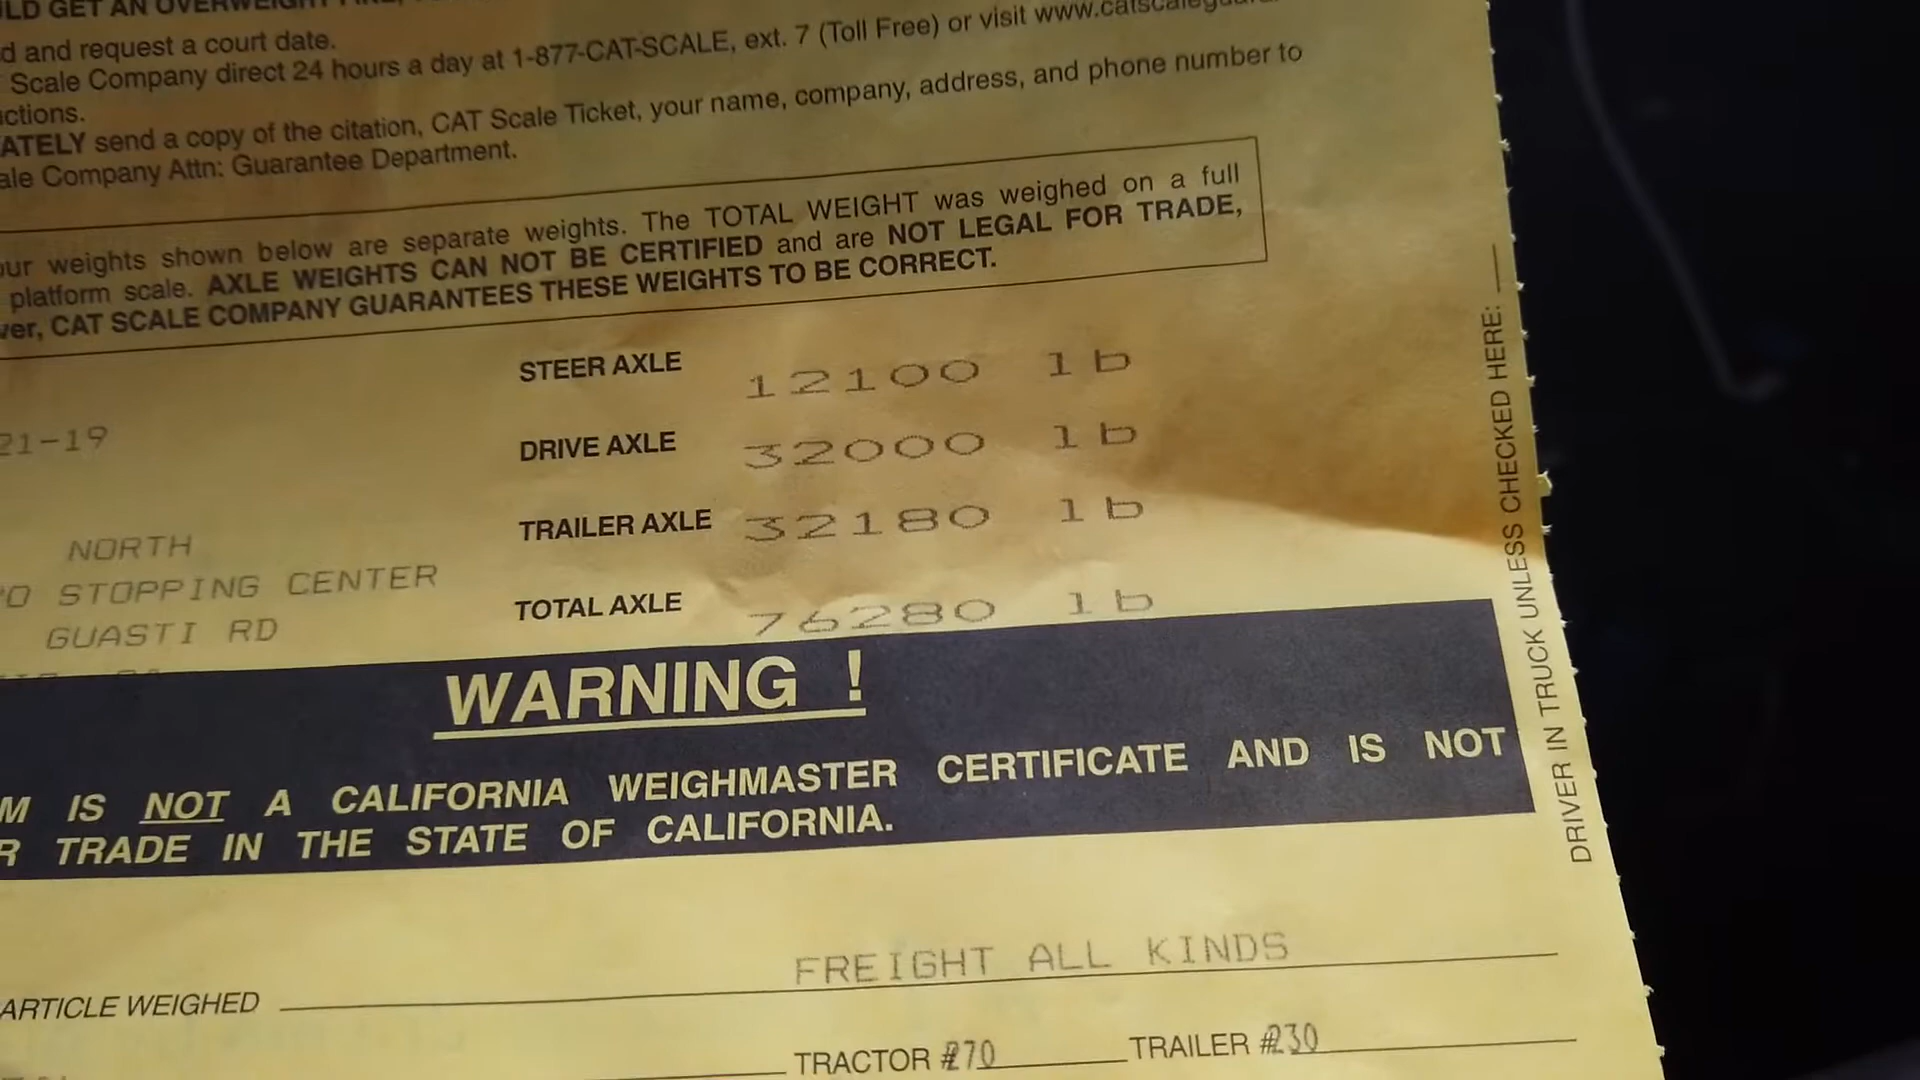 GET AN OVERWEIGHT
and request a court date.
Scale Company direct 24 hours a day at 1-877-CAT-SCALE, ext. 7 (Toll Free) or visit
send a copy of the citation, CAT Scale Ticket, your name, company, address, and phone number to
Company Attn: Guarantee Department.
weights shown below are separate weights. The TOTAL WEIGHT was weighed on a full
platform scale. AXLE WEIGHTS CAN NOT BE CERTIFIED and are NOT LEGAL FOR TRADE,
CAT SCALE COMPANY GUARANTEES THESE WEIGHTS TO BE CORRECT.
STEER AXLE 12100 lb
21-19
DRIVE AXLE 32000 lb
TRAILER AXLE 32180 lb
NORTH
STOPPING CENTER
TOTAL AXLE 76280 lb
GUASTI RD
WARNING !
IS NOT A CALIFORNIA WEIGHMASTER CERTIFICATE AND IS NOT
TRADE IN THE STATE OF CALIFORNIA.
FREIGHT ALL KINDS
ARTICLE WEIGHED
TRACTOR #270 TRAILER #230
DRIVER IN TRUCK UNLESS CHECKED HERE: